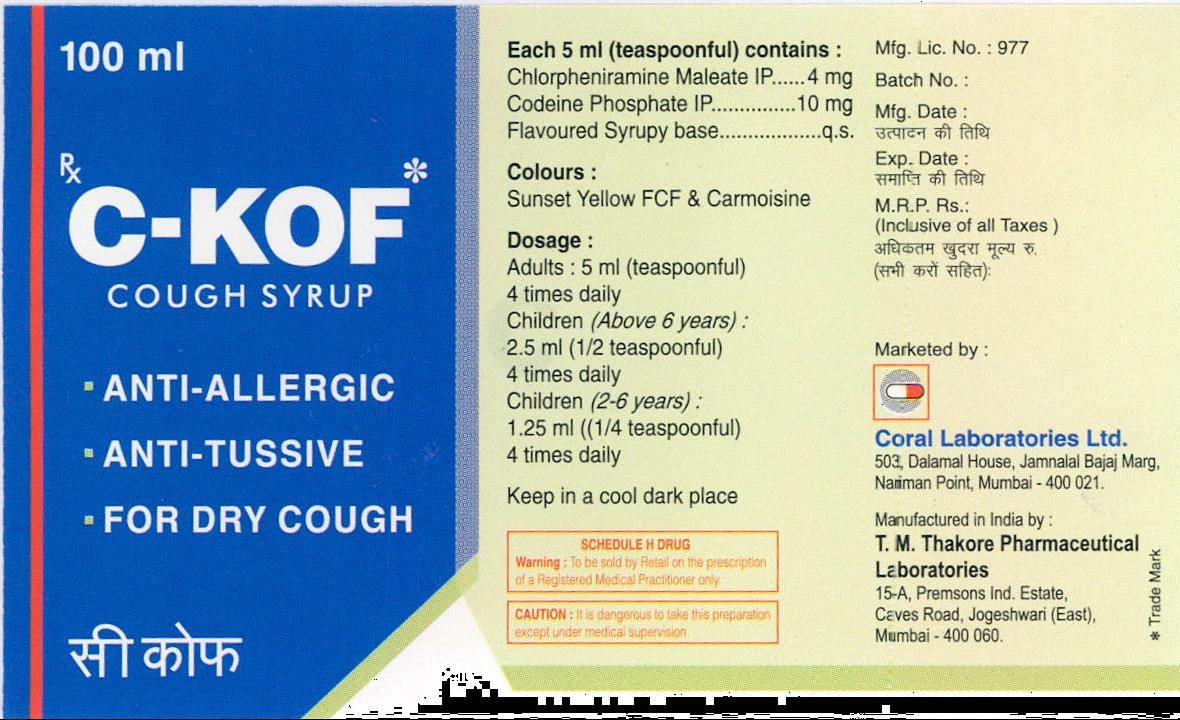 100 ml
Rx
C-KOF*
COUGH SYRUP
▪ ANTI-ALLERGIC
▪ ANTI-TUSSIVE
▪ FOR DRY COUGH
सी कोफ
Each 5 ml (teaspoonful) contains :
Chlorpheniramine Maleate IP......4 mg
Codeine Phosphate IP...............10 mg
Flavoured Syrupy base..................q.s.
Colours :
Sunset Yellow FCF & Carmoisine
Dosage :
Adults : 5 ml (teaspoonful)
4 times daily
Children (Above 6 years) :
2.5 ml (1/2 teaspoonful)
4 times daily
Children (2-6 years) :
1.25 ml ((1/4 teaspoonful)
4 times daily
Keep in a cool dark place
SCHEDULE H DRUG
Warning : To be sold by Retail on the prescription
of a Registered Medical Practitioner only.
CAUTION : It is dangerous to take this preparation
except under medical supervision.
Mfg. Lic. No. : 977
Batch No. :
Mfg. Date :
उत्पादन की तिथि
Exp. Date :
समाप्ति की तिथि
M.R.P. Rs.:
(Inclusive of all Taxes )
अधिकतम खुदरा मूल्य रु.
(सभी करों सहित):
Marketed by :
Coral Laboratories Ltd.
503, Dalamal House, Jamnalal Bajaj Marg,
Nariman Point, Mumbai - 400 021.
Manufactured in India by :
T. M. Thakore Pharmaceutical
Laboratories
15-A, Premsons Ind. Estate,
Caves Road, Jogeshwari (East),
Mumbai - 400 060.
* Trade Mark